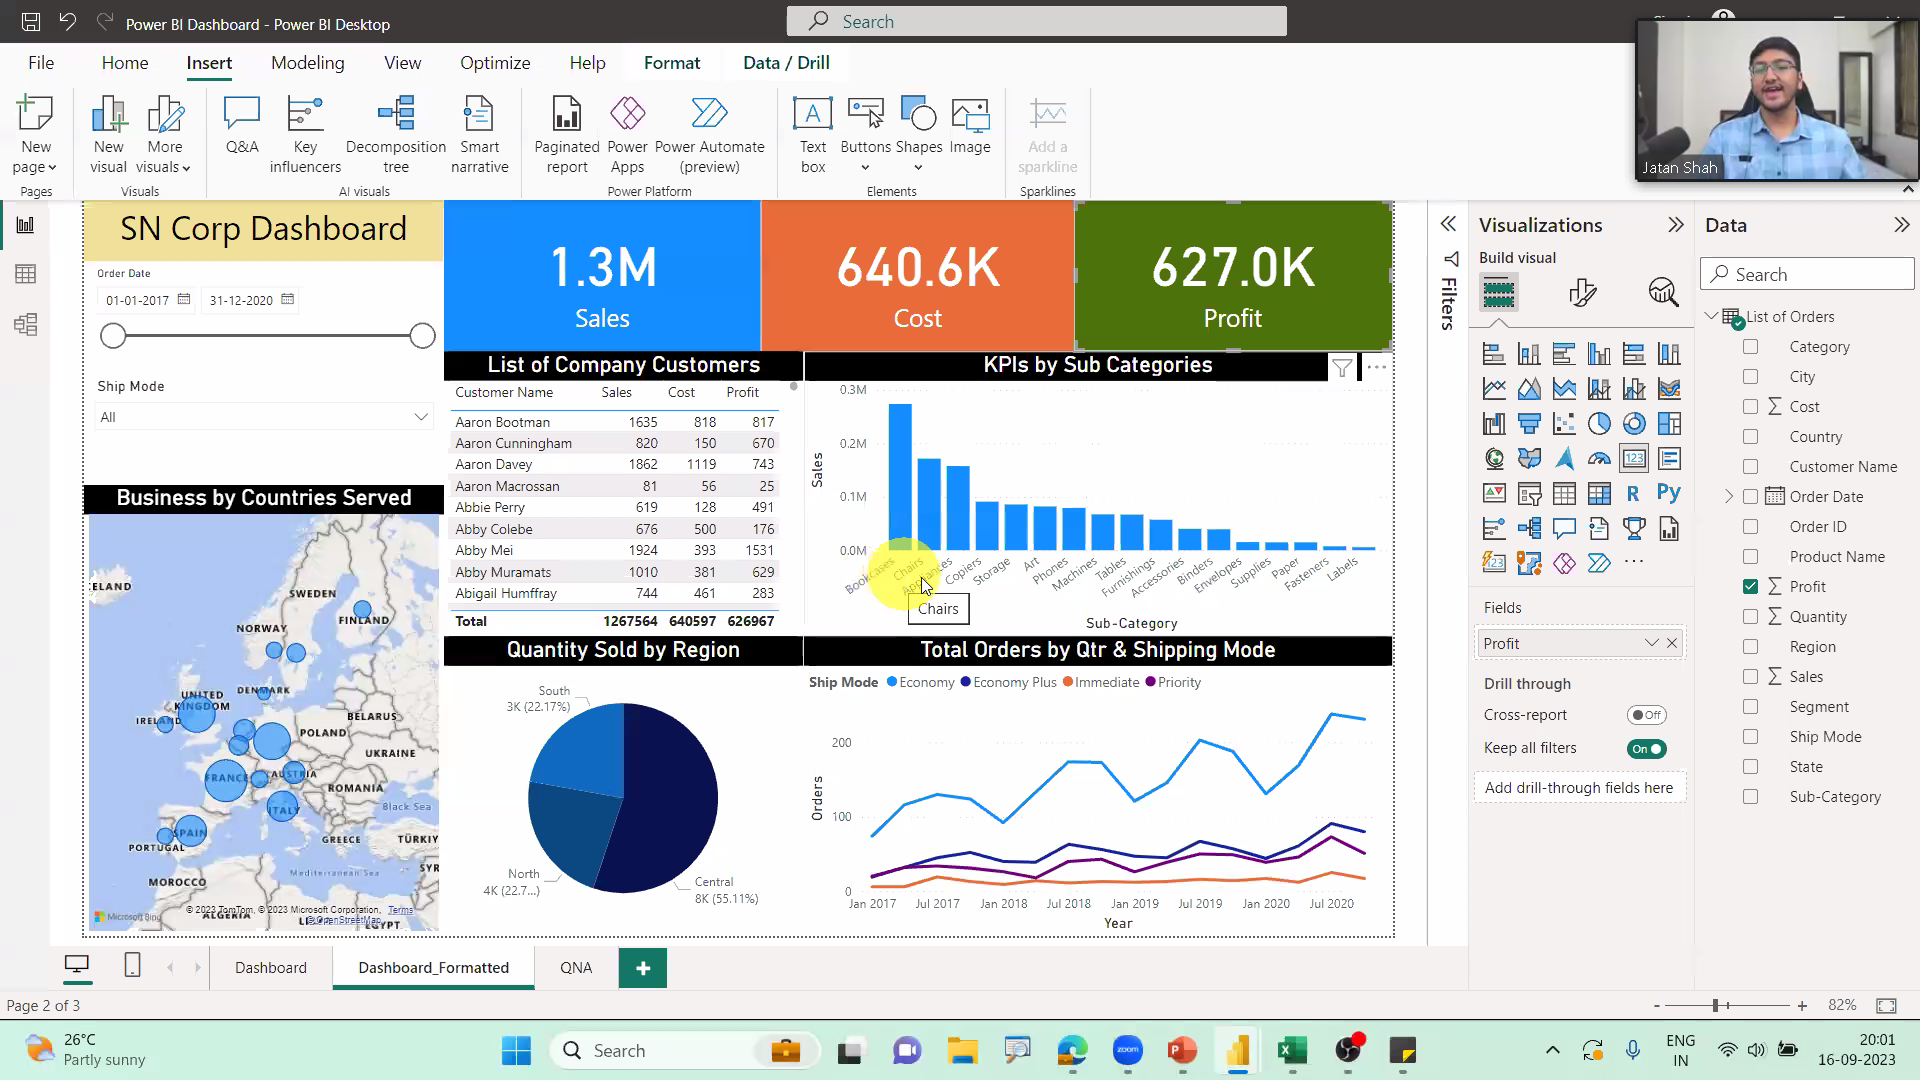 Power BI Dashboard - Power BI Desktop
Search
File Home Insert Modeling View Optimize Help Format Data / Drill
New page
New visual
More visuals
Q&A
Key influencers
Decomposition tree
Smart narrative
Paginated report
Power Apps
Power Automate (preview)
Text box
Buttons
Shapes
Image
Add a sparkline
Pages Visuals AI visuals Power Platform Elements Sparklines
Jatan Shah
SN Corp Dashboard
Order Date
01-01-2017 31-12-2020
Ship Mode
All
1.3M
Sales
640.6K
Cost
627.0K
Profit
List of Company Customers
Customer Name Sales Cost Profit
Aaron Bootman 1635 818 817
Aaron Cunningham 820 150 670
Aaron Davey 1862 1119 743
Aaron Macrossan 81 56 25
Abbie Perry 619 128 491
Abby Colebe 676 500 176
Abby Mei 1924 393 1531
Abby Muramats 1010 381 629
Abigail Humffray 744 461 283
Total 1267564 640597 626967
KPIs by Sub Categories
0.3M
0.2M
0.1M
0.0M
Sales
Bookcases Chairs Appliances Copiers Storage Art Phones Machines Tables Furnishings Accessories Binders Envelopes Supplies Paper Fasteners Labels
Chairs
Sub-Category
Business by Countries Served
ELAND
SWEDEN
FINLAND
NORWAY
UNITED KINGDOM
DENMARK
IRELAND
BELARUS
POLAND
UKRAINE
FRANCE
AUSTRIA
ROMANIA
Black Sea
ITALY
SPAIN
PORTUGAL
GREECE
TÜRKİY
Mediterranean Sea
SYR
MOROCCO
Microsoft Bing
© 2023 TomTom, © 2023 Microsoft Corporation, Terms
© OpenStreetMap
ALGERIA
EGYPT
Quantity Sold by Region
South
3K (22.17%)
North
4K (22.7...)
Central
8K (55.11%)
Total Orders by Qtr & Shipping Mode
Ship Mode Economy Economy Plus Immediate Priority
200
100
0
Orders
Jan 2017 Jul 2017 Jan 2018 Jul 2018 Jan 2019 Jul 2019 Jan 2020 Jul 2020
Year
Filters
Visualizations
Build visual
123
R Py
Fields
Profit
Drill through
Cross-report Off
Keep all filters On
Add drill-through fields here
Data
Search
List of Orders
Category
City
Cost
Country
Customer Name
Order Date
Order ID
Product Name
Profit
Quantity
Region
Sales
Segment
Ship Mode
State
Sub-Category
Dashboard Dashboard_Formatted QNA
Page 2 of 3
82%
26°C
Partly sunny
Search
zoom
ENG
IN
20:01
16-09-2023